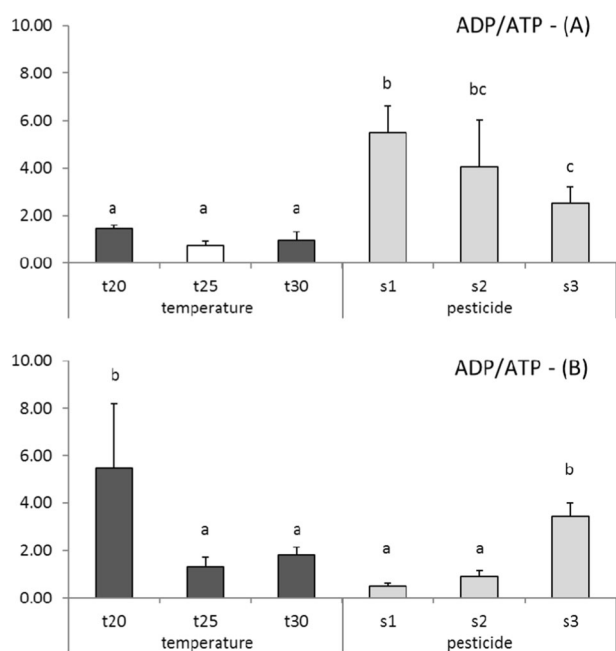 ADP/ATP - (A)
10.00
8.00
6.00
4.00
2.00
0.00
a a a b bc c
t20 t25 t30 s1 s2 s3
temperature pesticide
ADP/ATP - (B)
10.00
8.00
6.00
4.00
2.00
0.00
b a a a a b
t20 t25 t30 s1 s2 s3
temperature pesticide